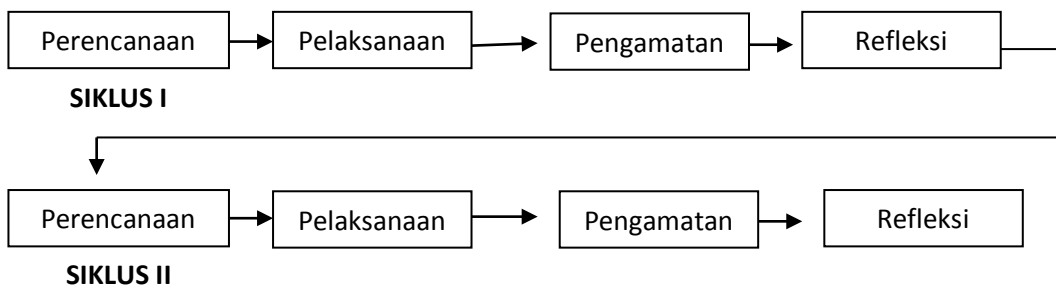 Perencanaan Pelaksanaan Pengamatan Refleksi
SIKLUS I
Perencanaan Pelaksanaan Pengamatan Refleksi
SIKLUS II